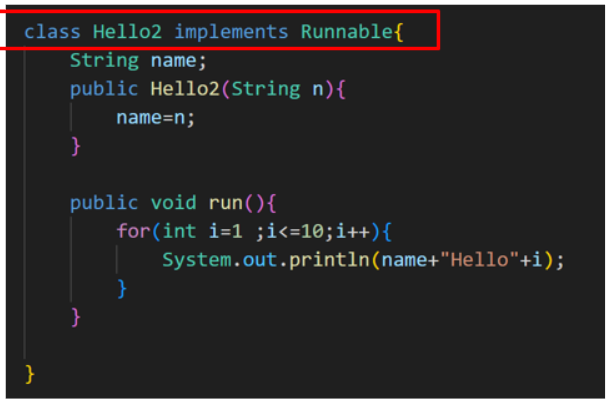 class Hello2 implements Runnable{
    String name;
    public Hello2(String n){
        name=n;
    }

    public void run(){
        for(int i=1 ;i<=10;i++){
            System.out.println(name+"Hello"+i);
        }
    }

}